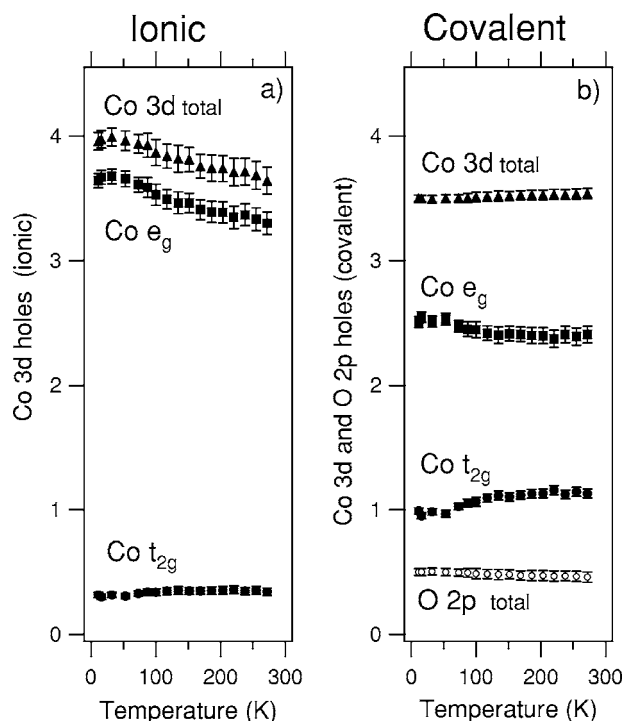 Ionic
a)
Co 3d total
Co eg
Co t2g
Co 3d holes (ionic)
4
3
2
1
0
0 100 200 300
Temperature (K)
Covalent
b)
Co 3d total
Co eg
Co t2g
O 2p total
Co 3d and O 2p holes (covalent)
4
3
2
1
0
0 100 200 300
Temperature (K)